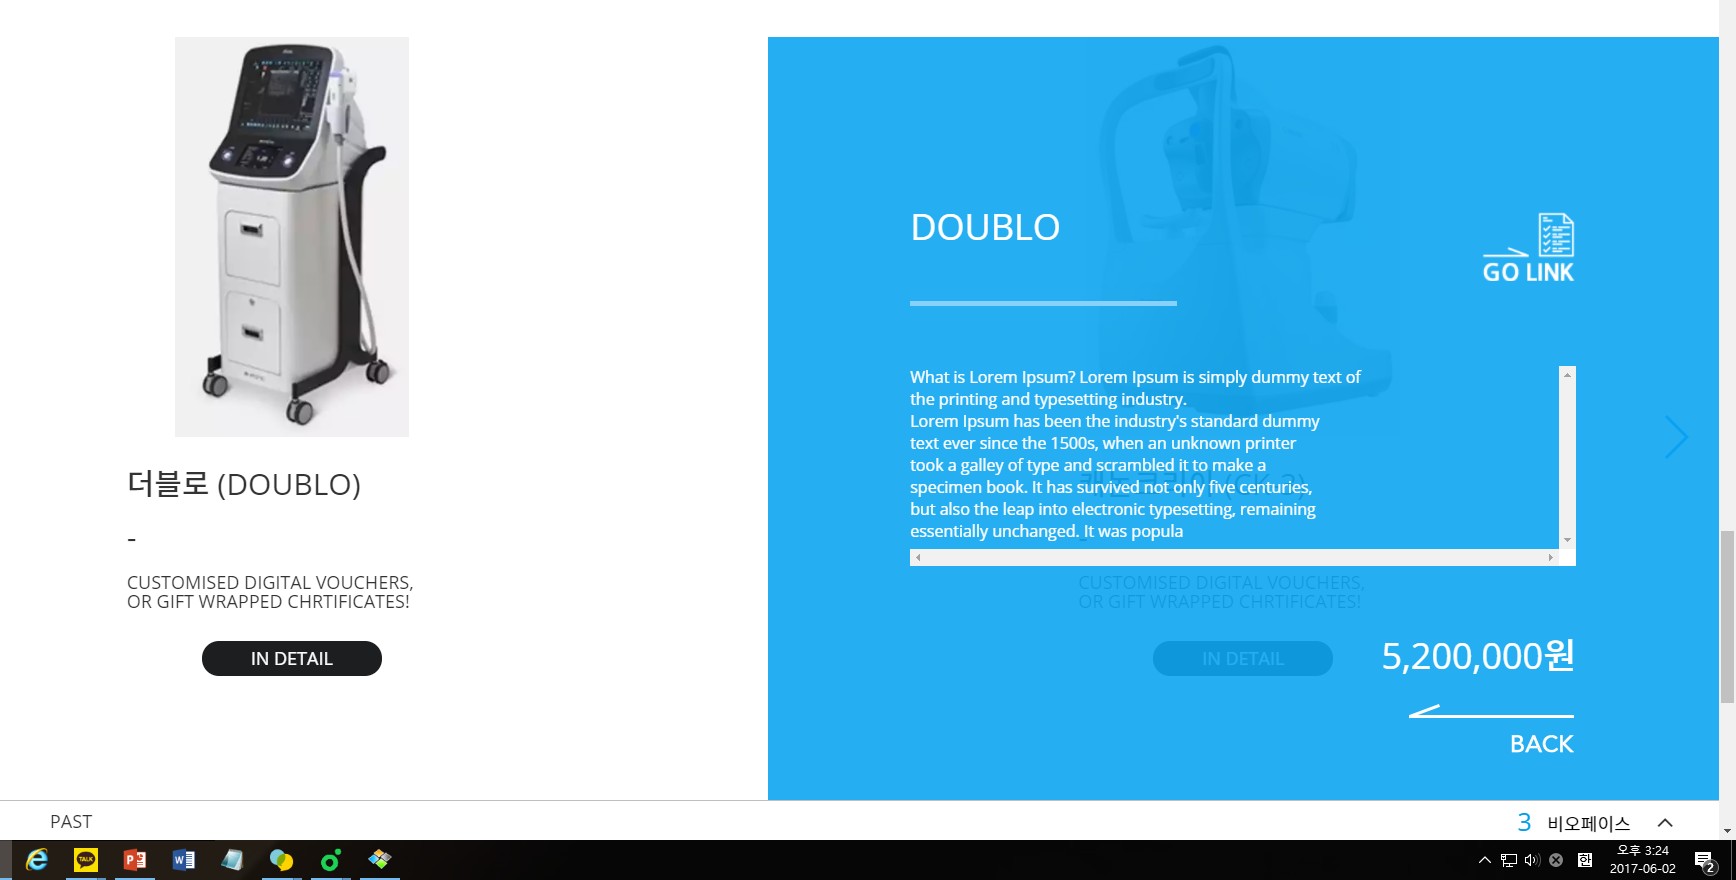 더블로 (DOUBLO)
-
CUSTOMISED DIGITAL VOUCHERS,
OR GIFT WRAPPED CHRTIFICATES!
IN DETAIL
DOUBLO
GO LINK
What is Lorem Ipsum? Lorem Ipsum is simply dummy text of
the printing and typesetting industry.
Lorem Ipsum has been the industry's standard dummy
text ever since the 1500s, when an unknown printer
took a galley of type and scrambled it to make a
specimen book. It has survived not only five centuries,
but also the leap into electronic typesetting, remaining
essentially unchanged. It was popula
CUSTOMISED DIGITAL VOUCHERS,
OR GIFT WRAPPED CHRTIFICATES!
IN DETAIL
5,200,000원
BACK
PAST
3 비오페이스
TALK
한
오후 3:24
2017-06-02
2